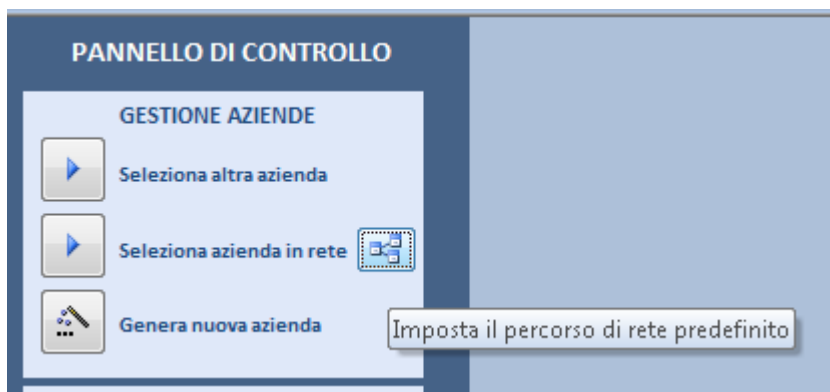 PANNELLO DI CONTROLLO
GESTIONE AZIENDE
Seleziona altra azienda
Seleziona azienda in rete
Genera nuova azienda
Imposta il percorso di rete predefinito